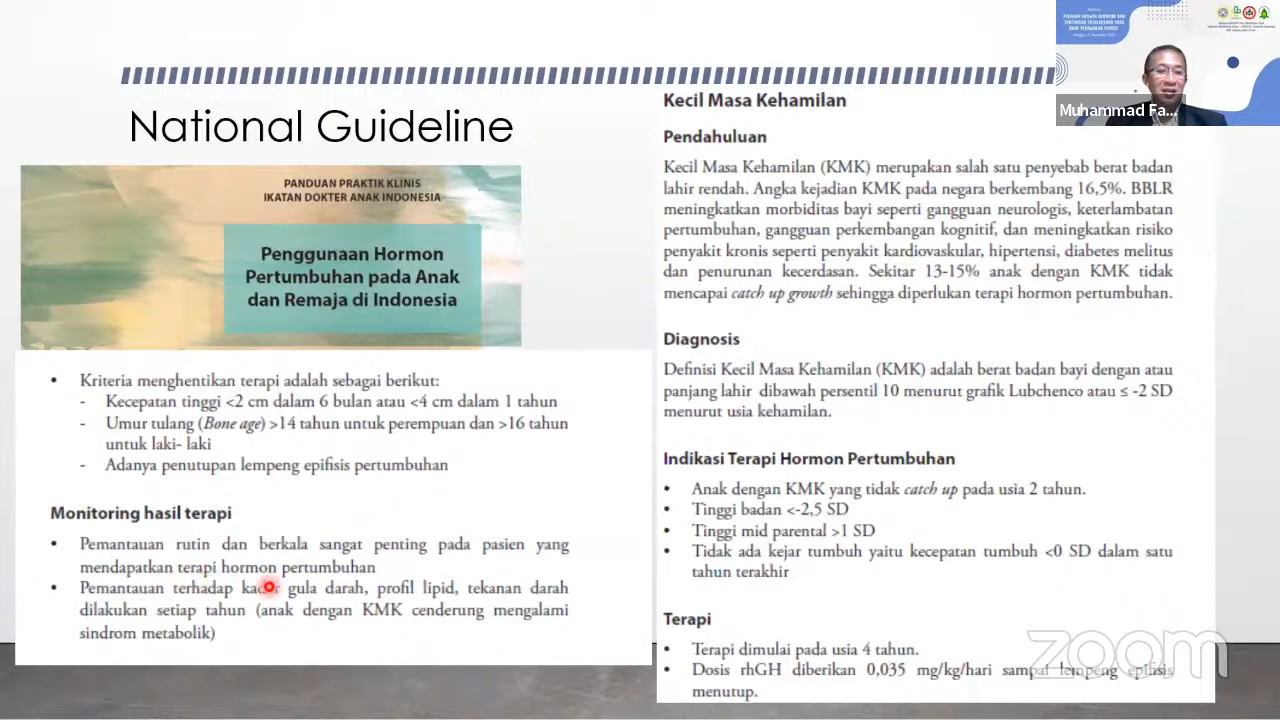 National Guideline
PANDUAN PRAKTIK KLINIS
IKATAN DOKTER ANAK INDONESIA
Penggunaan Hormon
Pertumbuhan pada Anak
dan Remaja di Indonesia
• Kriteria menghentikan terapi adalah sebagai berikut:
- Kecepatan tinggi <2 cm dalam 6 bulan atau <4 cm dalam 1 tahun
- Umur tulang (Bone age) >14 tahun untuk perempuan dan >16 tahun
untuk laki- laki
- Adanya penutupan lempeng epifisis pertumbuhan
Monitoring hasil terapi
• Pemantauan rutin dan berkala sangat penting pada pasien yang
mendapatkan terapi hormon pertumbuhan
• Pemantauan terhadap kadar gula darah, profil lipid, tekanan darah
dilakukan setiap tahun (anak dengan KMK cenderung mengalami
sindrom metabolik)
Kecil Masa Kehamilan
Pendahuluan
Kecil Masa Kehamilan (KMK) merupakan salah satu penyebab berat badan
lahir rendah. Angka kejadian KMK pada negara berkembang 16,5%. BBLR
meningkatkan morbiditas bayi seperti gangguan neurologis, keterlambatan
pertumbuhan, gangguan perkembangan kognitif, dan meningkatkan risiko
penyakit kronis seperti penyakit kardiovaskular, hipertensi, diabetes melitus
dan penurunan kecerdasan. Sekitar 13-15% anak dengan KMK tidak
mencapai catch up growth sehingga diperlukan terapi hormon pertumbuhan.
Diagnosis
Definisi Kecil Masa Kehamilan (KMK) adalah berat badan bayi dengan atau
panjang lahir dibawah persentil 10 menurut grafik Lubchenco atau ≤ -2 SD
menurut usia kehamilan.
Indikasi Terapi Hormon Pertumbuhan
• Anak dengan KMK yang tidak catch up pada usia 2 tahun.
• Tinggi badan <-2,5 SD
• Tinggi mid parental >1 SD
• Tidak ada kejar tumbuh yaitu kecepatan tumbuh <0 SD dalam satu
tahun terakhir
Terapi
• Terapi dimulai pada usia 4 tahun.
• Dosis rhGH diberikan 0,035 mg/kg/hari sampai lempeng epifisis
menutup.
Muhammad Fa...
zoom